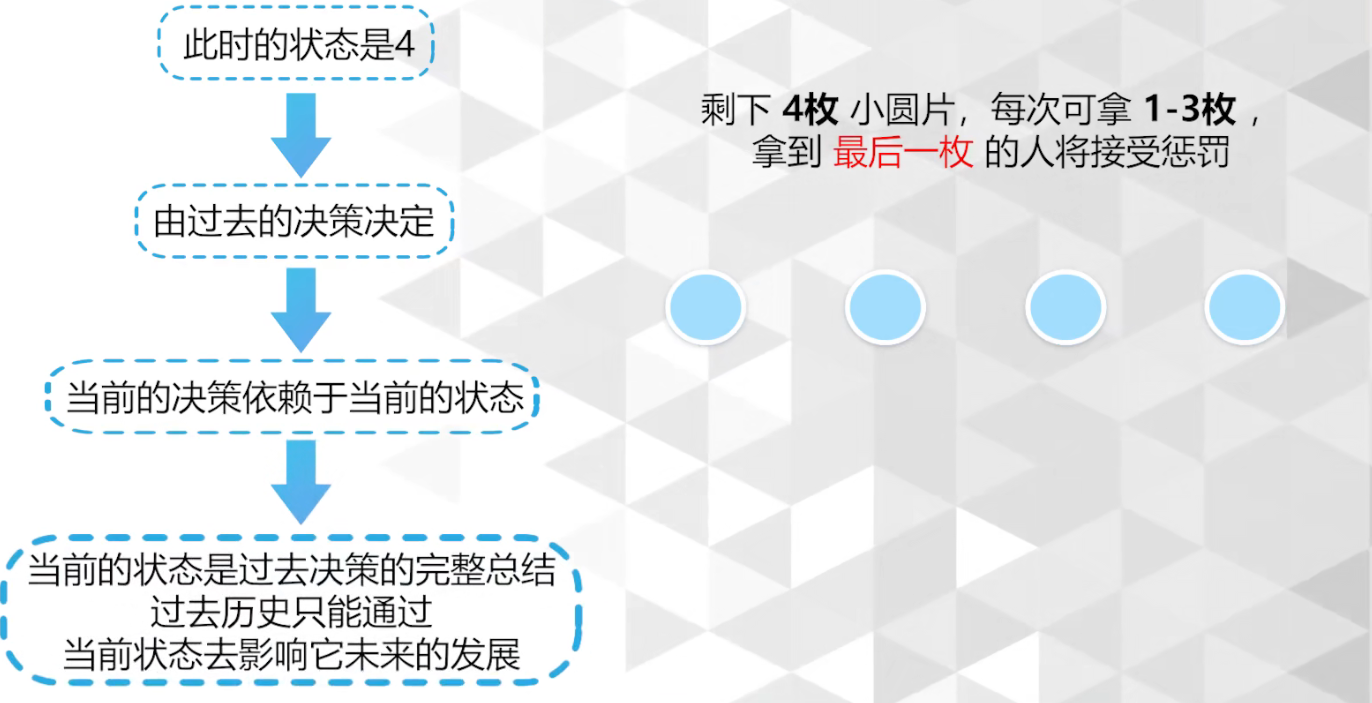 此时的状态是4
由过去的决策决定
当前的决策依赖于当前的状态
当前的状态是过去决策的完整总结
过去历史只能通过
当前状态去影响它未来的发展
剩下 4枚 小圆片，每次可拿 1-3枚，
拿到 最后一枚 的人将接受惩罚